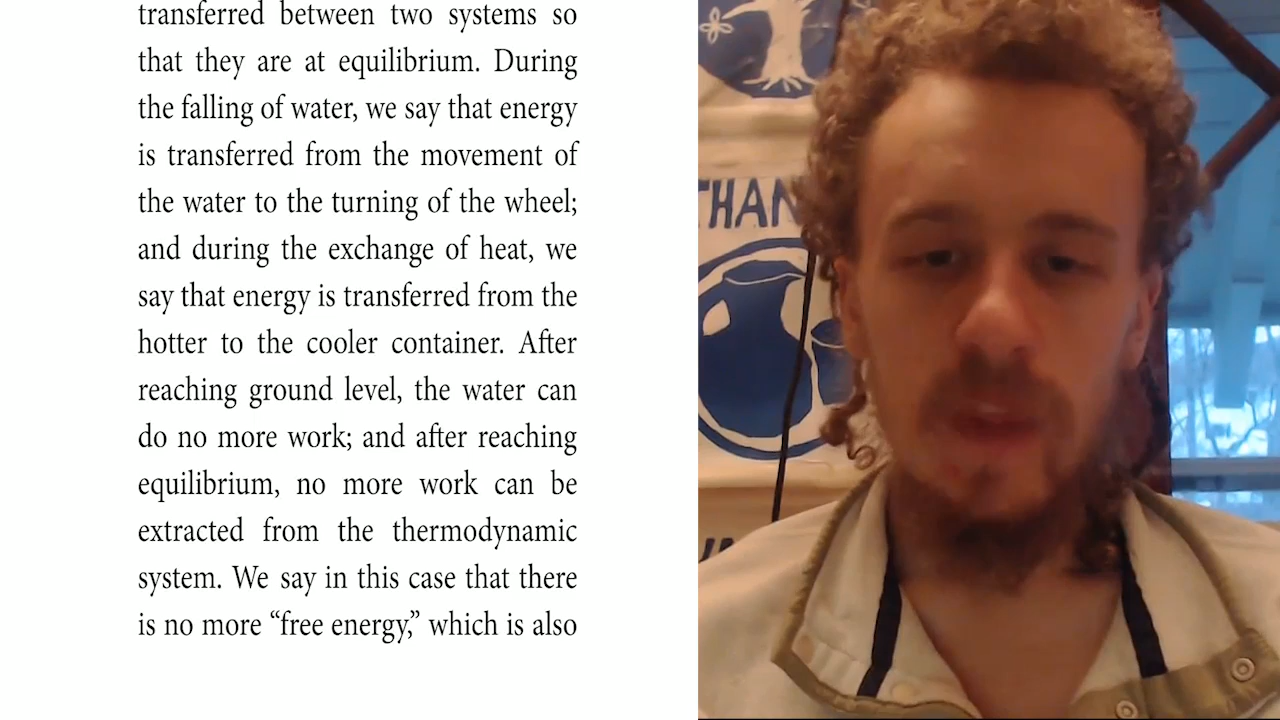 transferred between two systems so
that they are at equilibrium. During
the falling of water, we say that energy
is transferred from the movement of
the water to the turning of the wheel;
and during the exchange of heat, we
say that energy is transferred from the
hotter to the cooler container. After
reaching ground level, the water can
do no more work; and after reaching
equilibrium, no more work can be
extracted from the thermodynamic
system. We say in this case that there
is no more “free energy,” which is also
THAN